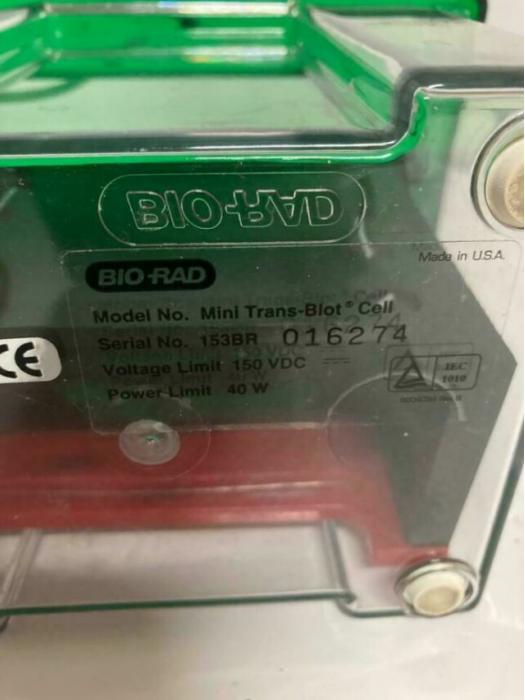 BIO-RAD
Made in U.S.A.
BIO-RAD
Model No. Mini Trans-Blot® Cell
Serial No. 153BR 016274
Voltage Limit 150 VDC
Power Limit 40 W
CE
IEC
1010